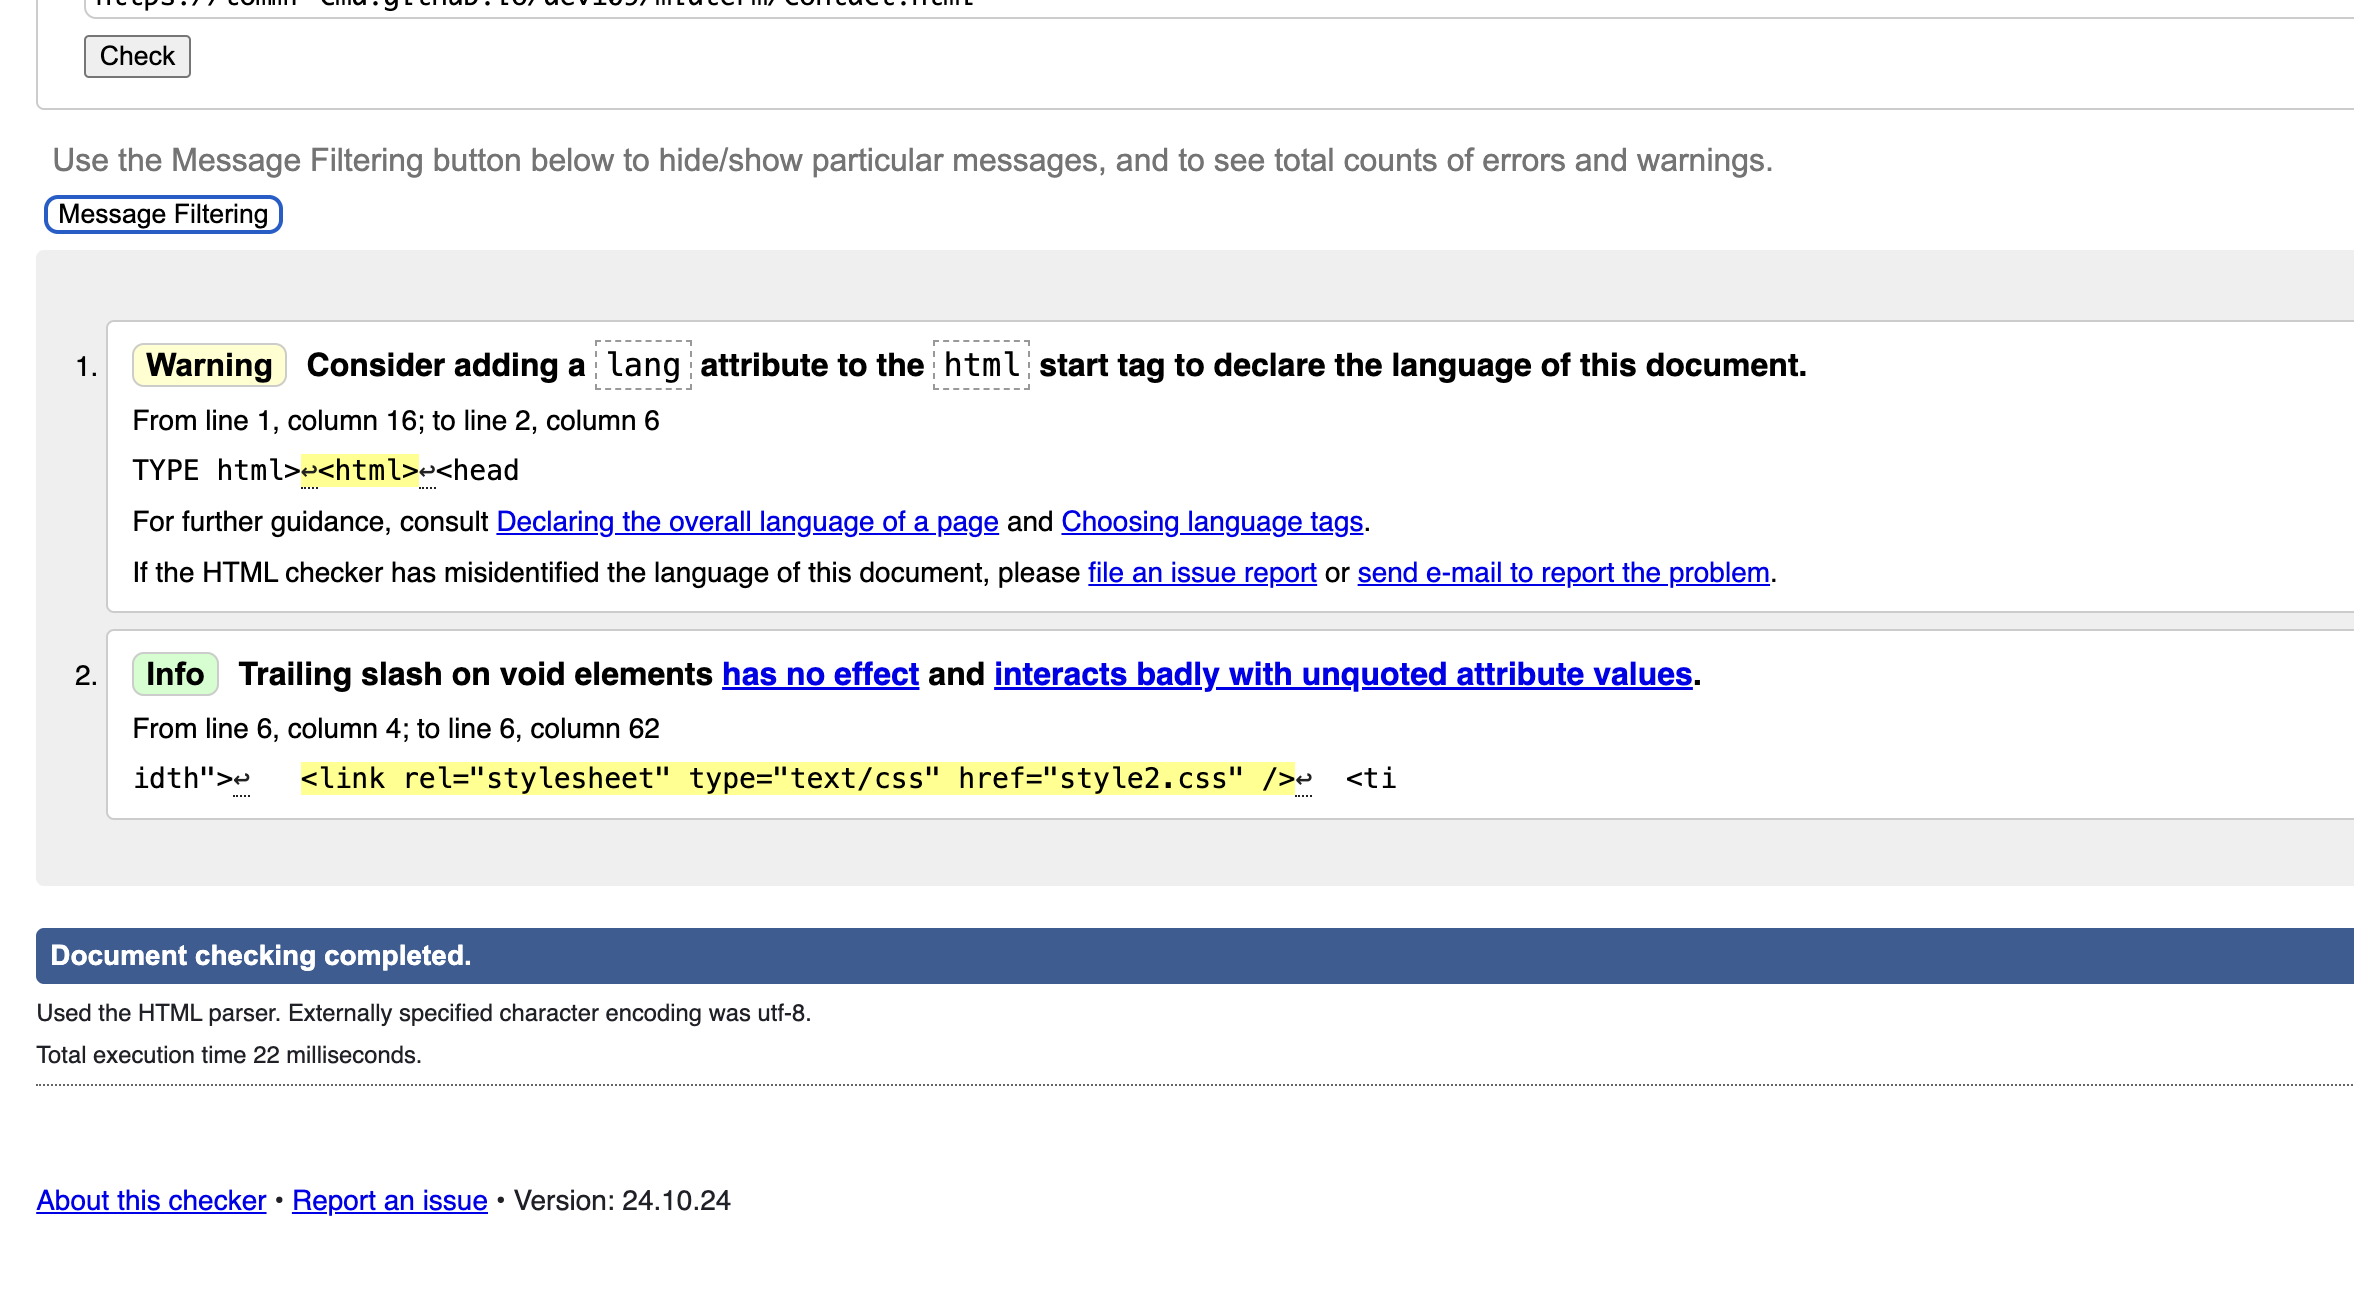 Check
Use the Message Filtering button below to hide/show particular messages, and to see total counts of errors and warnings.
Message Filtering
1. Warning Consider adding a lang attribute to the html start tag to declare the language of this document.
From line 1, column 16; to line 2, column 6
TYPE html>↩<html>↩<head
For further guidance, consult Declaring the overall language of a page and Choosing language tags.
If the HTML checker has misidentified the language of this document, please file an issue report or send e-mail to report the problem.
2. Info Trailing slash on void elements has no effect and interacts badly with unquoted attribute values.
From line 6, column 4; to line 6, column 62
idth">↩   <link rel="stylesheet" type="text/css" href="style2.css" />↩  <ti
Document checking completed.
Used the HTML parser. Externally specified character encoding was utf-8.
Total execution time 22 milliseconds.
About this checker • Report an issue • Version: 24.10.24